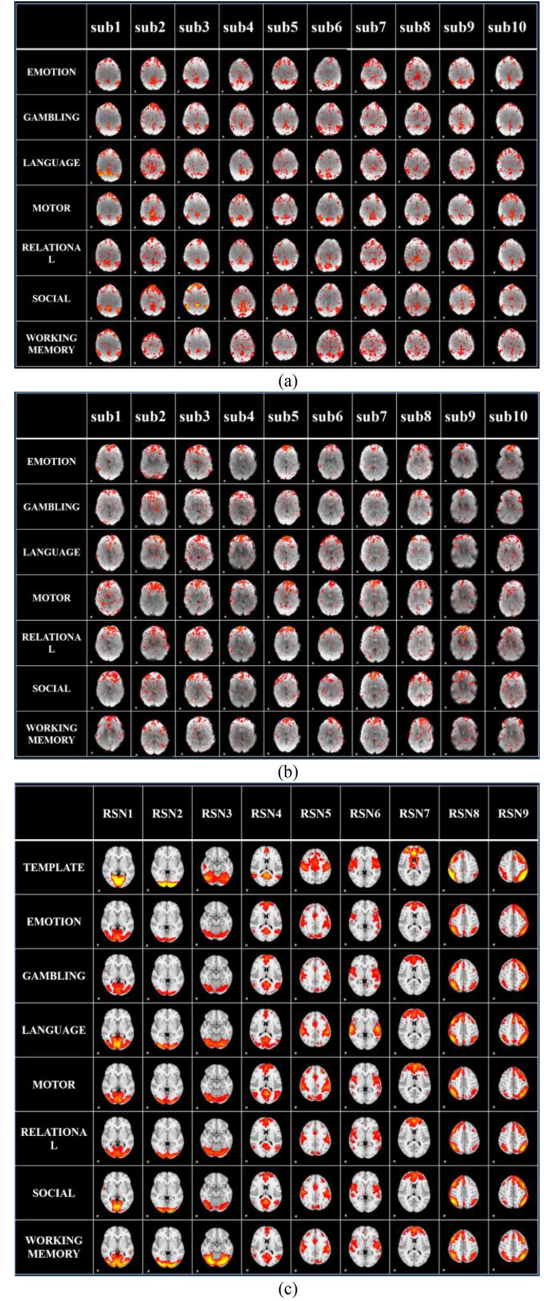 sub1 sub2 sub3 sub4 sub5 sub6 sub7 sub8 sub9 sub10
EMOTION
GAMBLING
LANGUAGE
MOTOR
RELATIONA
L
SOCIAL
WORKING
MEMORY
(a)
sub1 sub2 sub3 sub4 sub5 sub6 sub7 sub8 sub9 sub10
EMOTION
GAMBLING
LANGUAGE
MOTOR
RELATIONA
L
SOCIAL
WORKING
MEMORY
(b)
RSN1 RSN2 RSN3 RSN4 RSN5 RSN6 RSN7 RSN8 RSN9
TEMPLATE
EMOTION
GAMBLING
LANGUAGE
MOTOR
RELATIONA
L
SOCIAL
WORKING
MEMORY
(c)